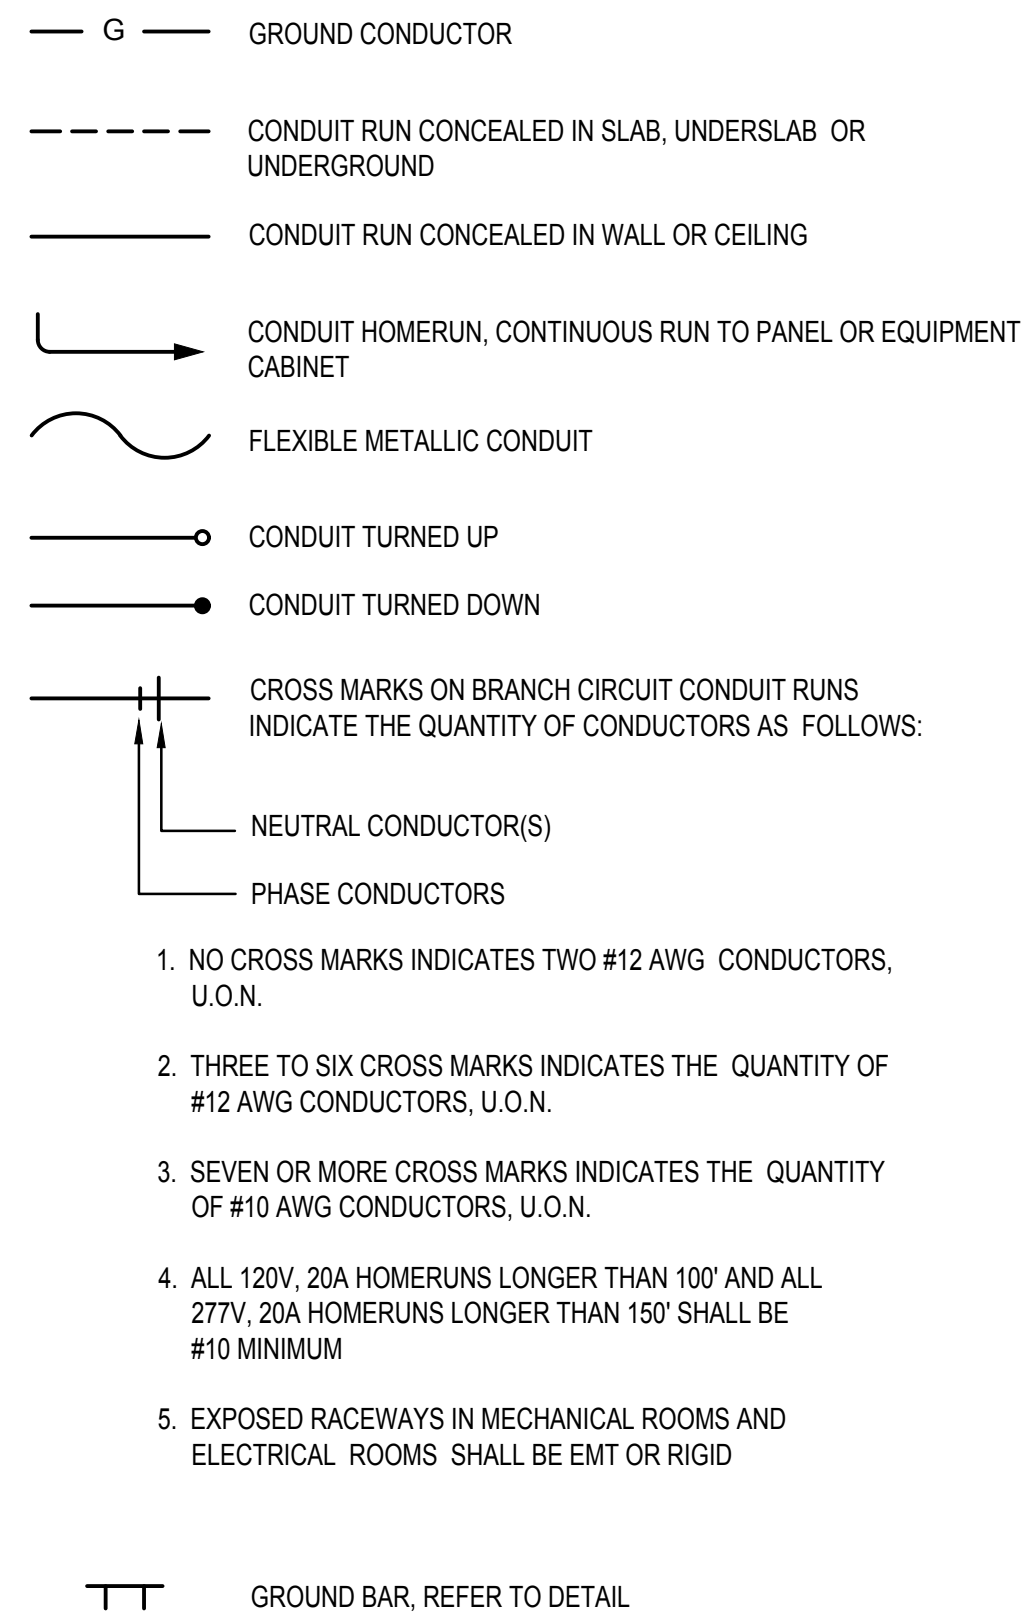 G GROUND CONDUCTOR
CONDUIT RUN CONCEALED IN SLAB, UNDERSLAB OR
UNDERGROUND
CONDUIT RUN CONCEALED IN WALL OR CEILING
CONDUIT HOMERUN, CONTINUOUS RUN TO PANEL OR EQUIPMENT
CABINET
FLEXIBLE METALLIC CONDUIT
CONDUIT TURNED UP
CONDUIT TURNED DOWN
CROSS MARKS ON BRANCH CIRCUIT CONDUIT RUNS
INDICATE THE QUANTITY OF CONDUCTORS AS FOLLOWS:
NEUTRAL CONDUCTOR(S)
PHASE CONDUCTORS
1. NO CROSS MARKS INDICATES TWO #12 AWG CONDUCTORS,
U.O.N.
2. THREE TO SIX CROSS MARKS INDICATES THE QUANTITY OF
#12 AWG CONDUCTORS, U.O.N.
3. SEVEN OR MORE CROSS MARKS INDICATES THE QUANTITY
OF #10 AWG CONDUCTORS, U.O.N.
4. ALL 120V, 20A HOMERUNS LONGER THAN 100' AND ALL
277V, 20A HOMERUNS LONGER THAN 150' SHALL BE
#10 MINIMUM
5. EXPOSED RACEWAYS IN MECHANICAL ROOMS AND
ELECTRICAL ROOMS SHALL BE EMT OR RIGID
GROUND BAR, REFER TO DETAIL